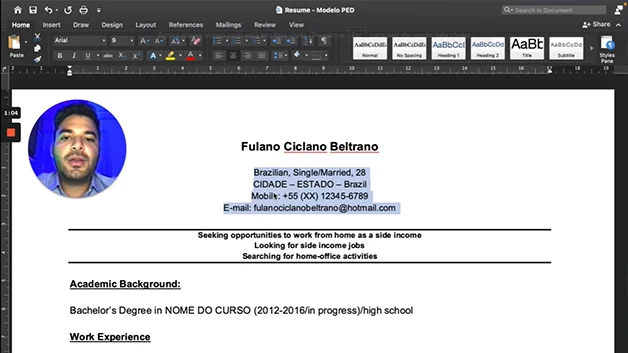 Resume – Modelo PED
Search in Document
Home Insert Draw Design Layout References Mailings Review View
Share
Paste
Arial 9
AaBbCcDdEe AaBbCcDdEe AaBbCcI AaBbCcDdE AaBb AaBbCcDdE
Normal No Spacing Heading 1 Heading 2 Title Subtitle
Styles
Pane
1:04
Fulano Ciclano Beltrano
Brazilian, Single/Married, 28
CIDADE – ESTADO – Brazil
Mobile: +55 (XX) 12345-6789
E-mail: fulanociclanobeltrano@hotmail.com
Seeking opportunities to work from home as a side income
Looking for side income jobs
Searching for home-office activities
Academic Background:
Bachelor's Degree in NOME DO CURSO (2012-2016/in progress)/high school
Work Experience